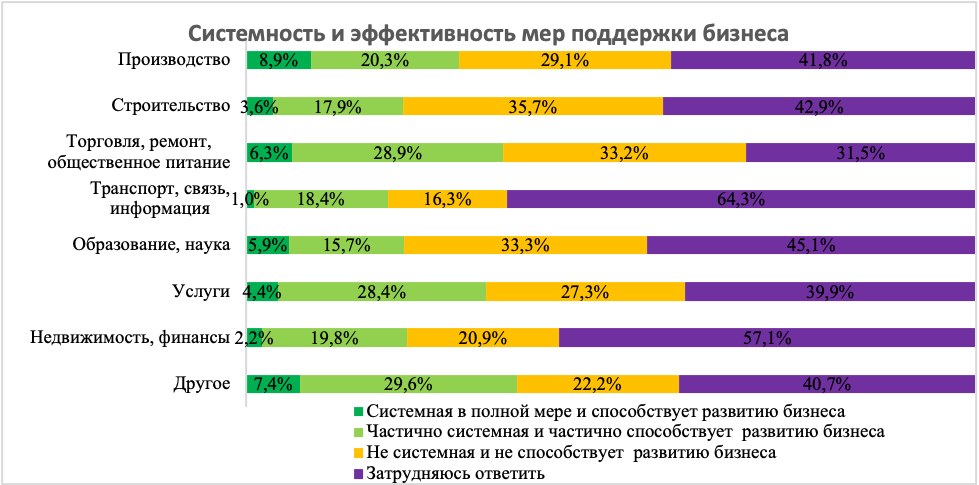 Системность и эффективность мер поддержки бизнеса
Производство
8,9%
20,3%
29,1%
41,8%
Строительство
3,6%
17,9%
35,7%
42,9%
Торговля, ремонт,
общественное питание
6,3%
28,9%
33,2%
31,5%
Транспорт, связь,
информация
1,0%
18,4%
16,3%
64,3%
Образование, наука
5,9%
15,7%
33,3%
45,1%
Услуги
4,4%
28,4%
27,3%
39,9%
Недвижимость, финансы
2,2%
19,8%
20,9%
57,1%
Другое
7,4%
29,6%
22,2%
40,7%
Системная в полной мере и способствует развитию бизнеса
Частично системная и частично способствует развитию бизнеса
Не системная и не способствует развитию бизнеса
Затрудняюсь ответить